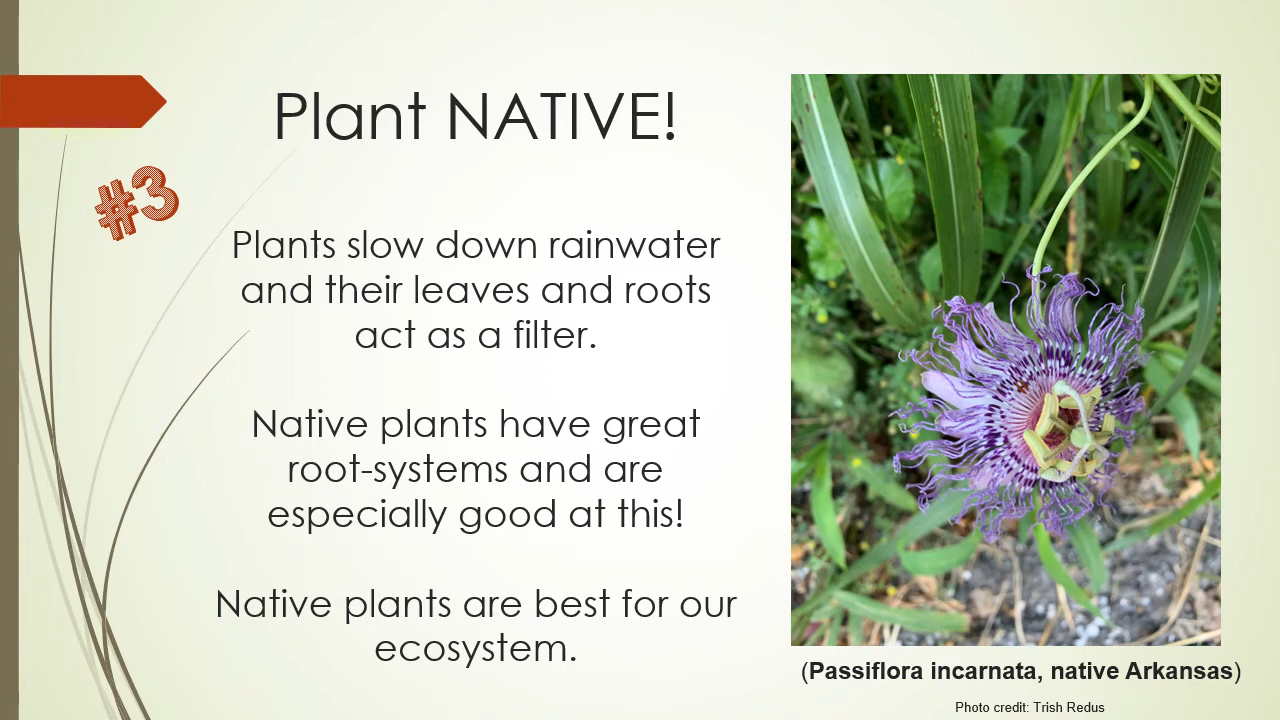 Plant NATIVE!
#3
Plants slow down rainwater
and their leaves and roots
act as a filter.
Native plants have great
root-systems and are
especially good at this!
Native plants are best for our
ecosystem.
(Passiflora incarnata, native Arkansas)
Photo credit: Trish Redus